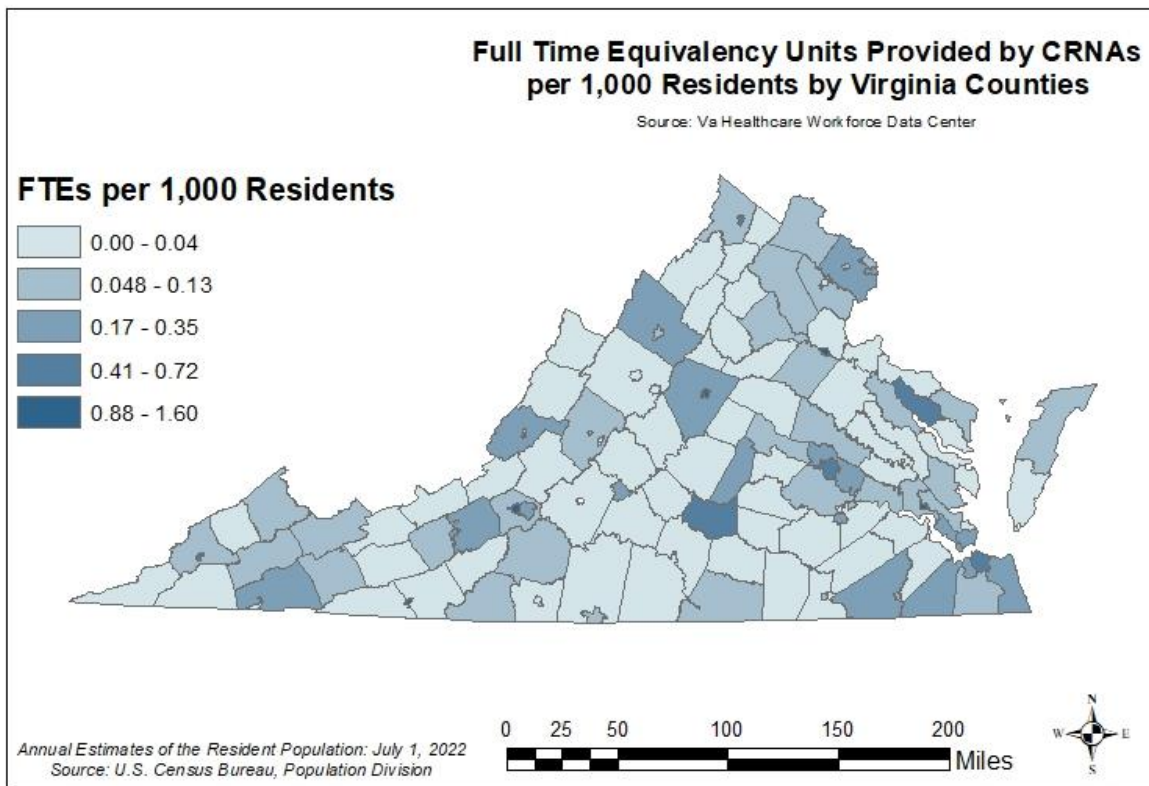 Full Time Equivalency Units Provided by CRNAs
per 1,000 Residents by Virginia Counties
Source: Va Healthcare Workforce Data Center
FTEs per 1,000 Residents
0.00 - 0.04
0.048 - 0.13
0.17 - 0.35
0.41 - 0.72
0.88 - 1.60
Annual Estimates of the Resident Population: July 1, 2022
Source: U.S. Census Bureau, Population Division
0 25 50 100 150 200
Miles
N
W E
S